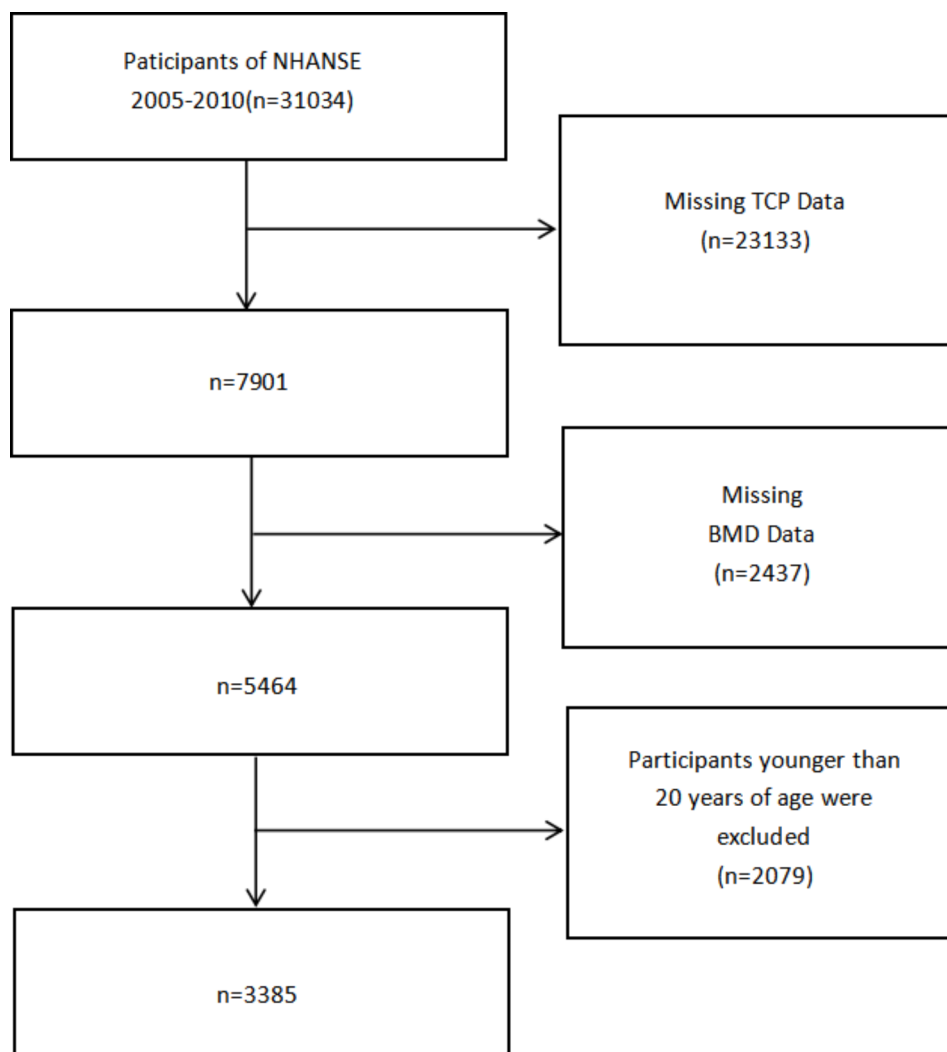 Paticipants of NHANSE
2005-2010(n=31034)
Missing TCP Data
(n=23133)
n=7901
Missing
BMD Data
(n=2437)
n=5464
Participants younger than
20 years of age were
excluded
(n=2079)
n=3385